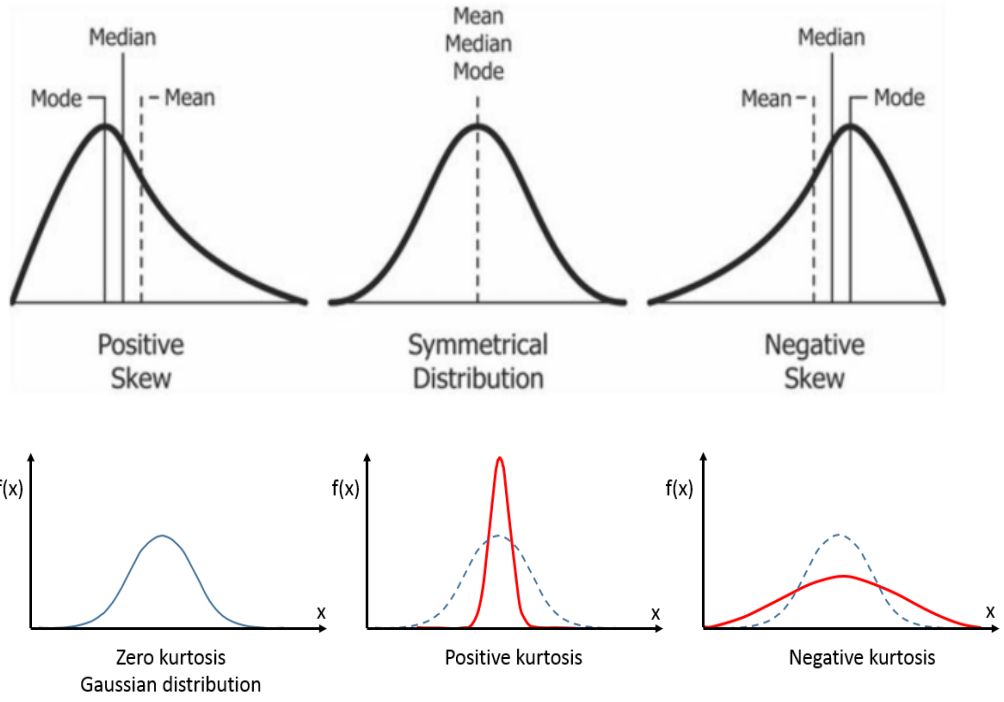 Median
Mode
Mean
Mean
Median
Mode
Median
Mean
Mode
Positive
Skew
Symmetrical
Distribution
Negative
Skew
f(x)
x
Zero kurtosis
Gaussian distribution
f(x)
x
Positive kurtosis
f(x)
x
Negative kurtosis